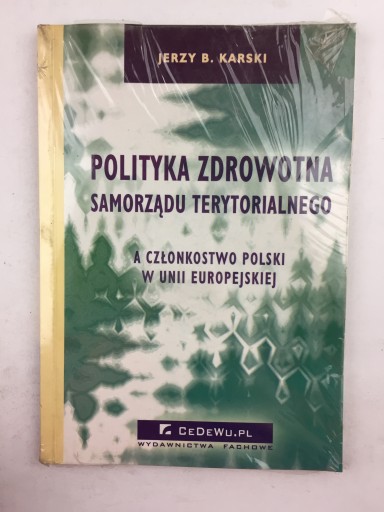 JERZY B. KARSKI
POLITYKA ZDROWOTNA
SAMORZĄDU TERYTORIALNEGO
A CZŁONKOSTWO POLSKI
W UNII EUROPEJSKIEJ
CEDEWU.PL
WYDAWNICTWA FACHOWE